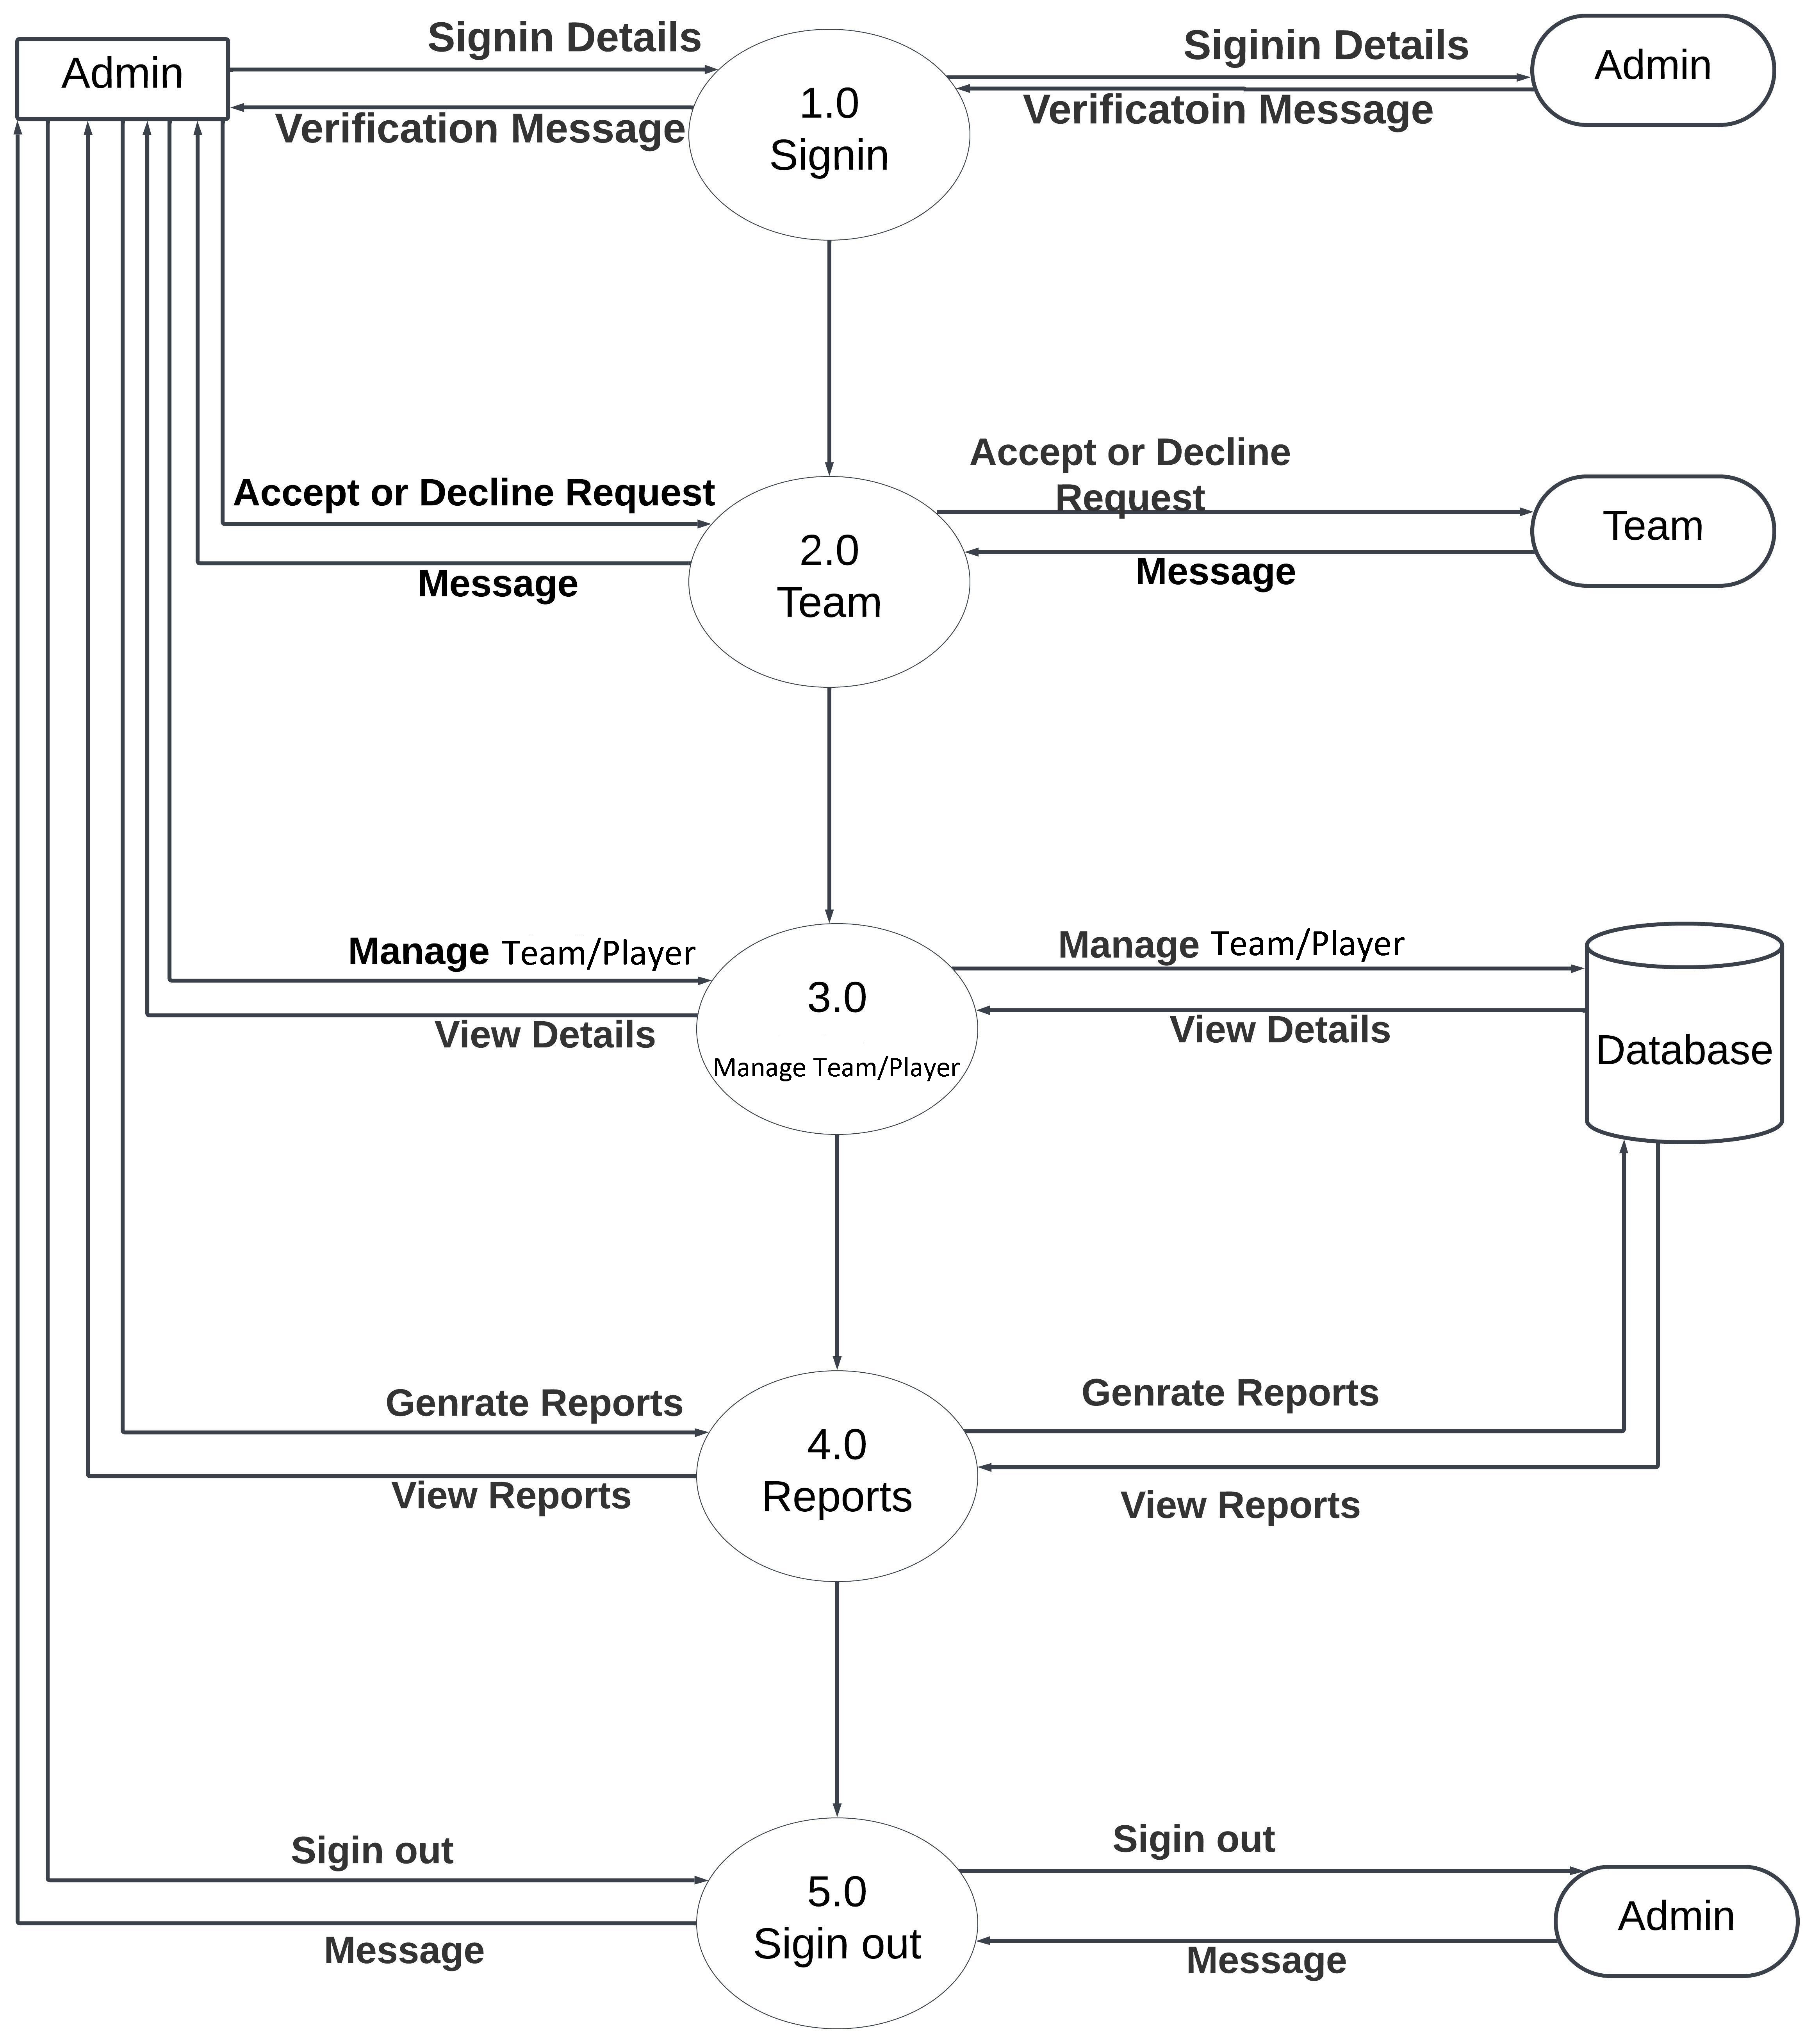 Admin
Signin Details
Verification Message
1.0
Signin
Siginin Details
Verificatoin Message
Admin
Accept or Decline Request
Message
2.0
Team
Accept or Decline
Request
Message
Team
Manage Team/Player
View Details
3.0
Manage Team/Player
Manage Team/Player
View Details
Database
Genrate Reports
View Reports
4.0
Reports
Genrate Reports
View Reports
Sigin out
Message
5.0
Sigin out
Sigin out
Message
Admin